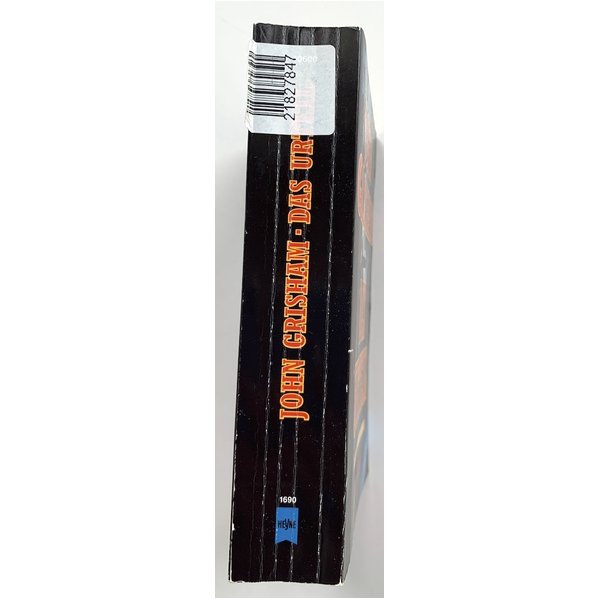 21827847
JOHN GRISHAM · DAS UR
1690
HEYNE